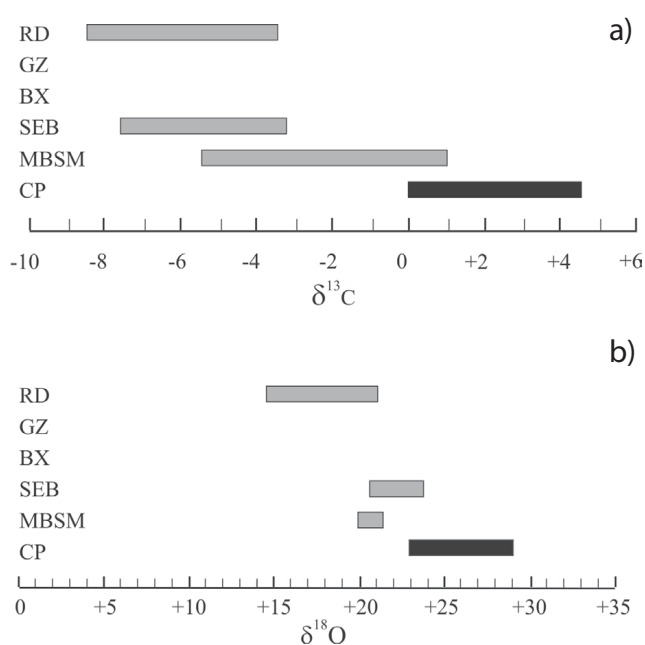 a)
RD
GZ
BX
SEB
MBSM
CP
-10 -8 -6 -4 -2 0 +2 +4 +6
δ¹³C
b)
RD
GZ
BX
SEB
MBSM
CP
0 +5 +10 +15 +20 +25 +30 +35
δ¹⁸O